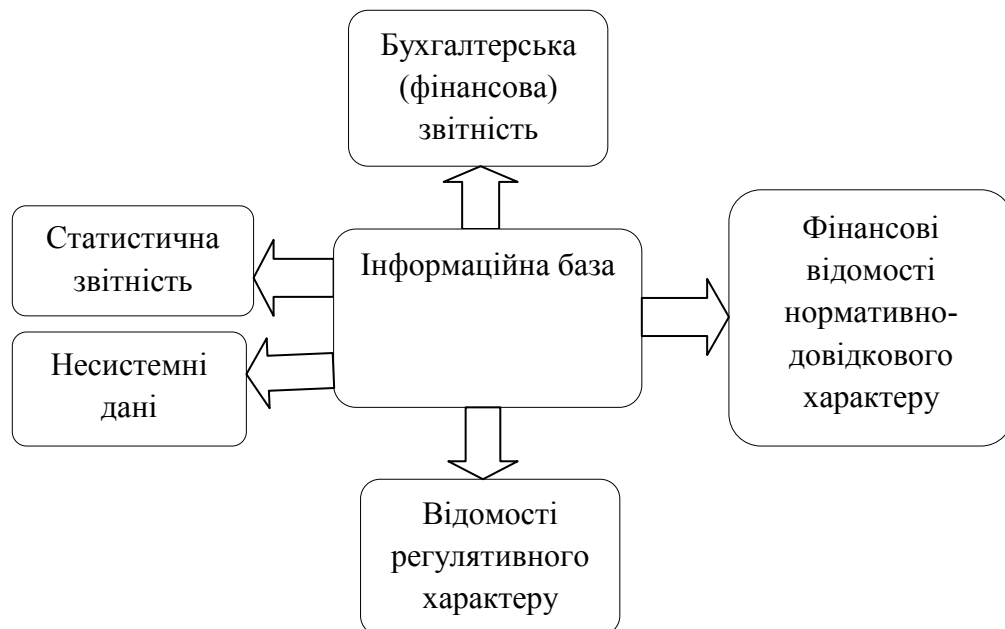 Бухгалтерська
(фінансова)
звітність
Статистична
звітність
Інформаційна база
Фінансові
відомості
нормативно-
довідкового
характеру
Несистемні
дані
Відомості
регулятивного
характеру